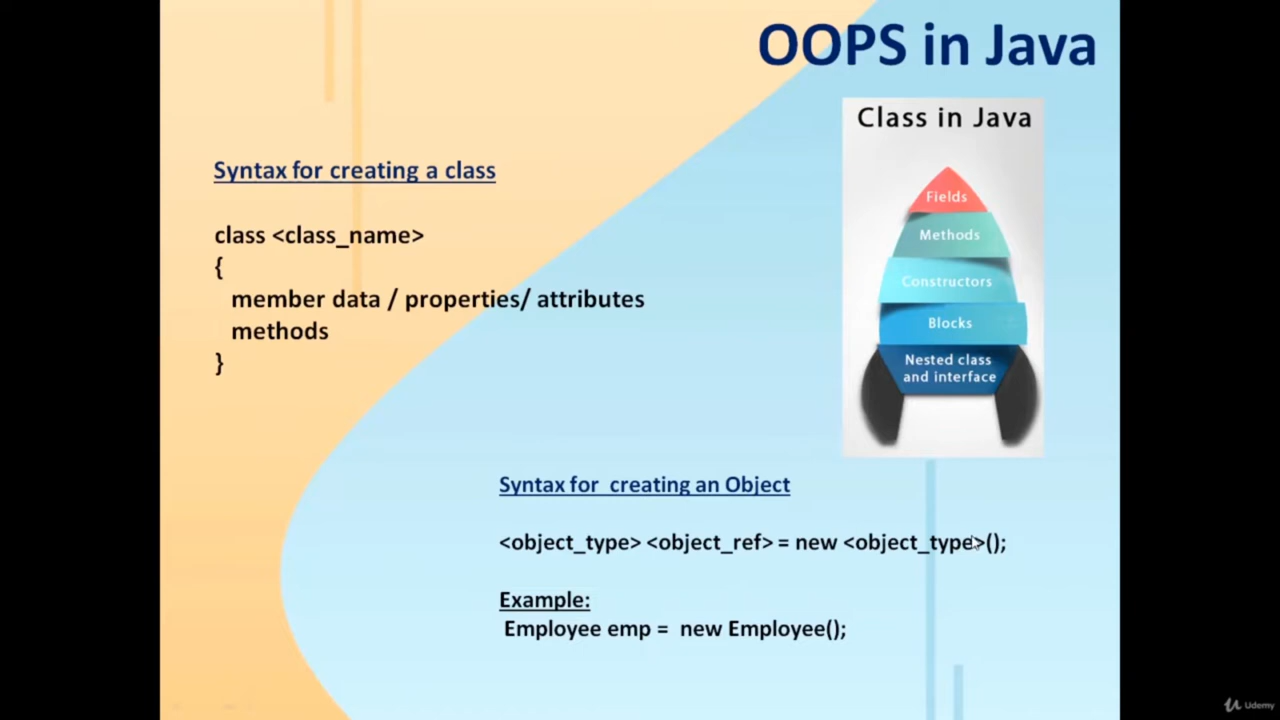 OOPS in Java
Class in Java
Fields
Methods
Constructors
Blocks
Nested class
and interface
Syntax for creating a class
class <class_name>
{
member data / properties/ attributes
methods
}
Syntax for  creating an Object
<object_type> <object_ref> = new <object_type>();
Example:
Employee emp =  new Employee();
Udemy